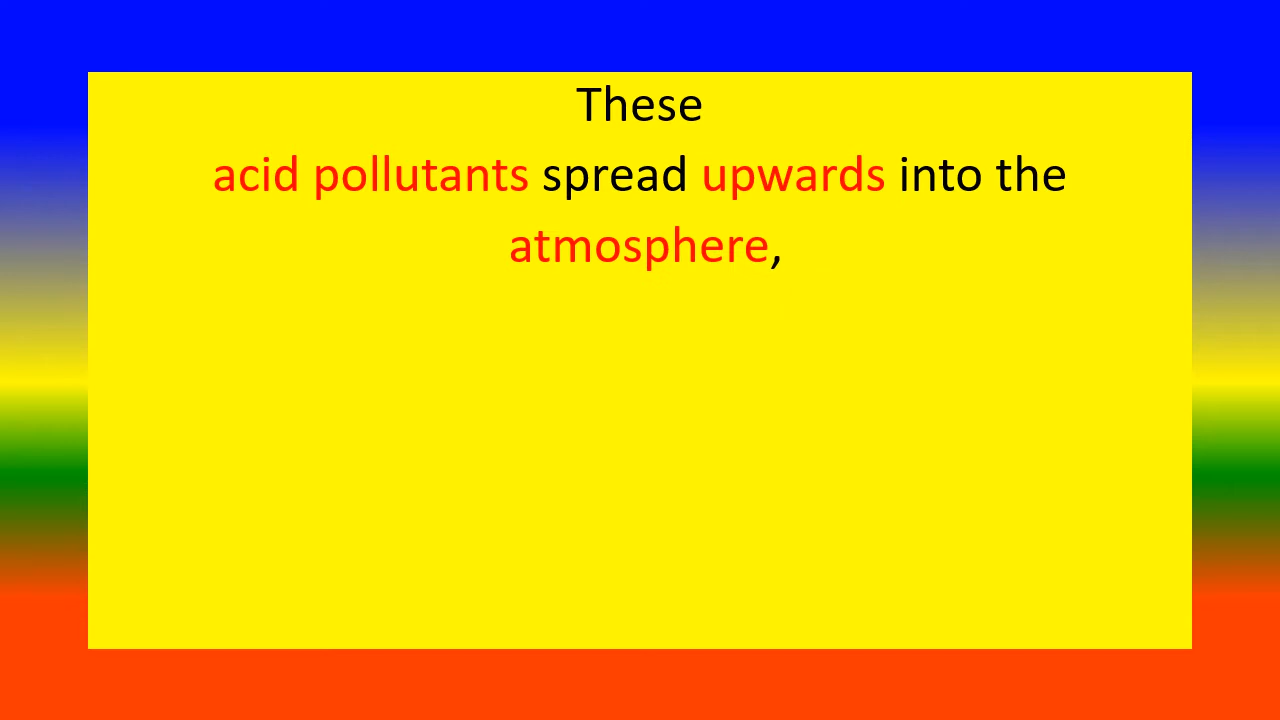 These
acid pollutants spread upwards into the
atmosphere,